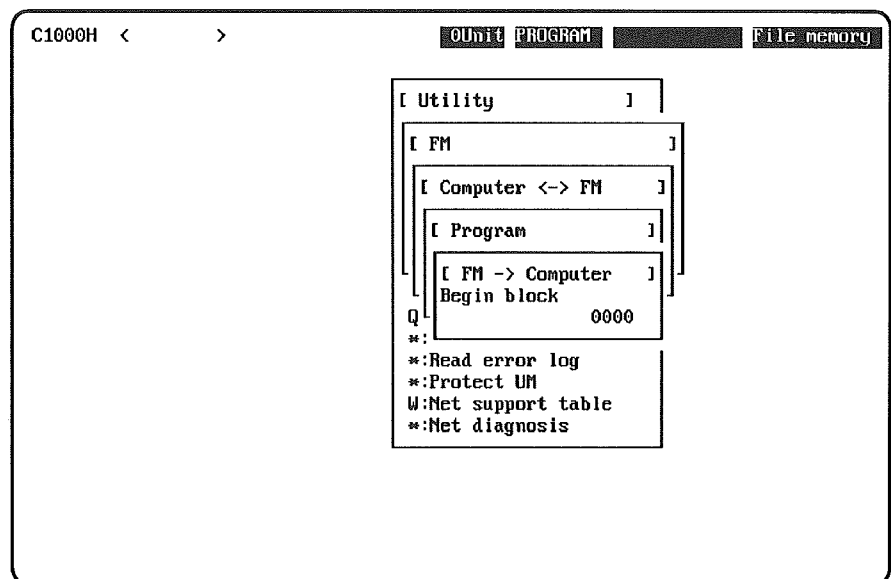 C1000H < > 0Unit PROGRAM File memory
[ Utility ]
[ FM ]
[ Computer <-> FM ]
[ Program ]
[ FM -> Computer ]
Begin block
0000
Q
*:
*:Read error log
*:Protect UM
W:Net support table
*:Net diagnosis